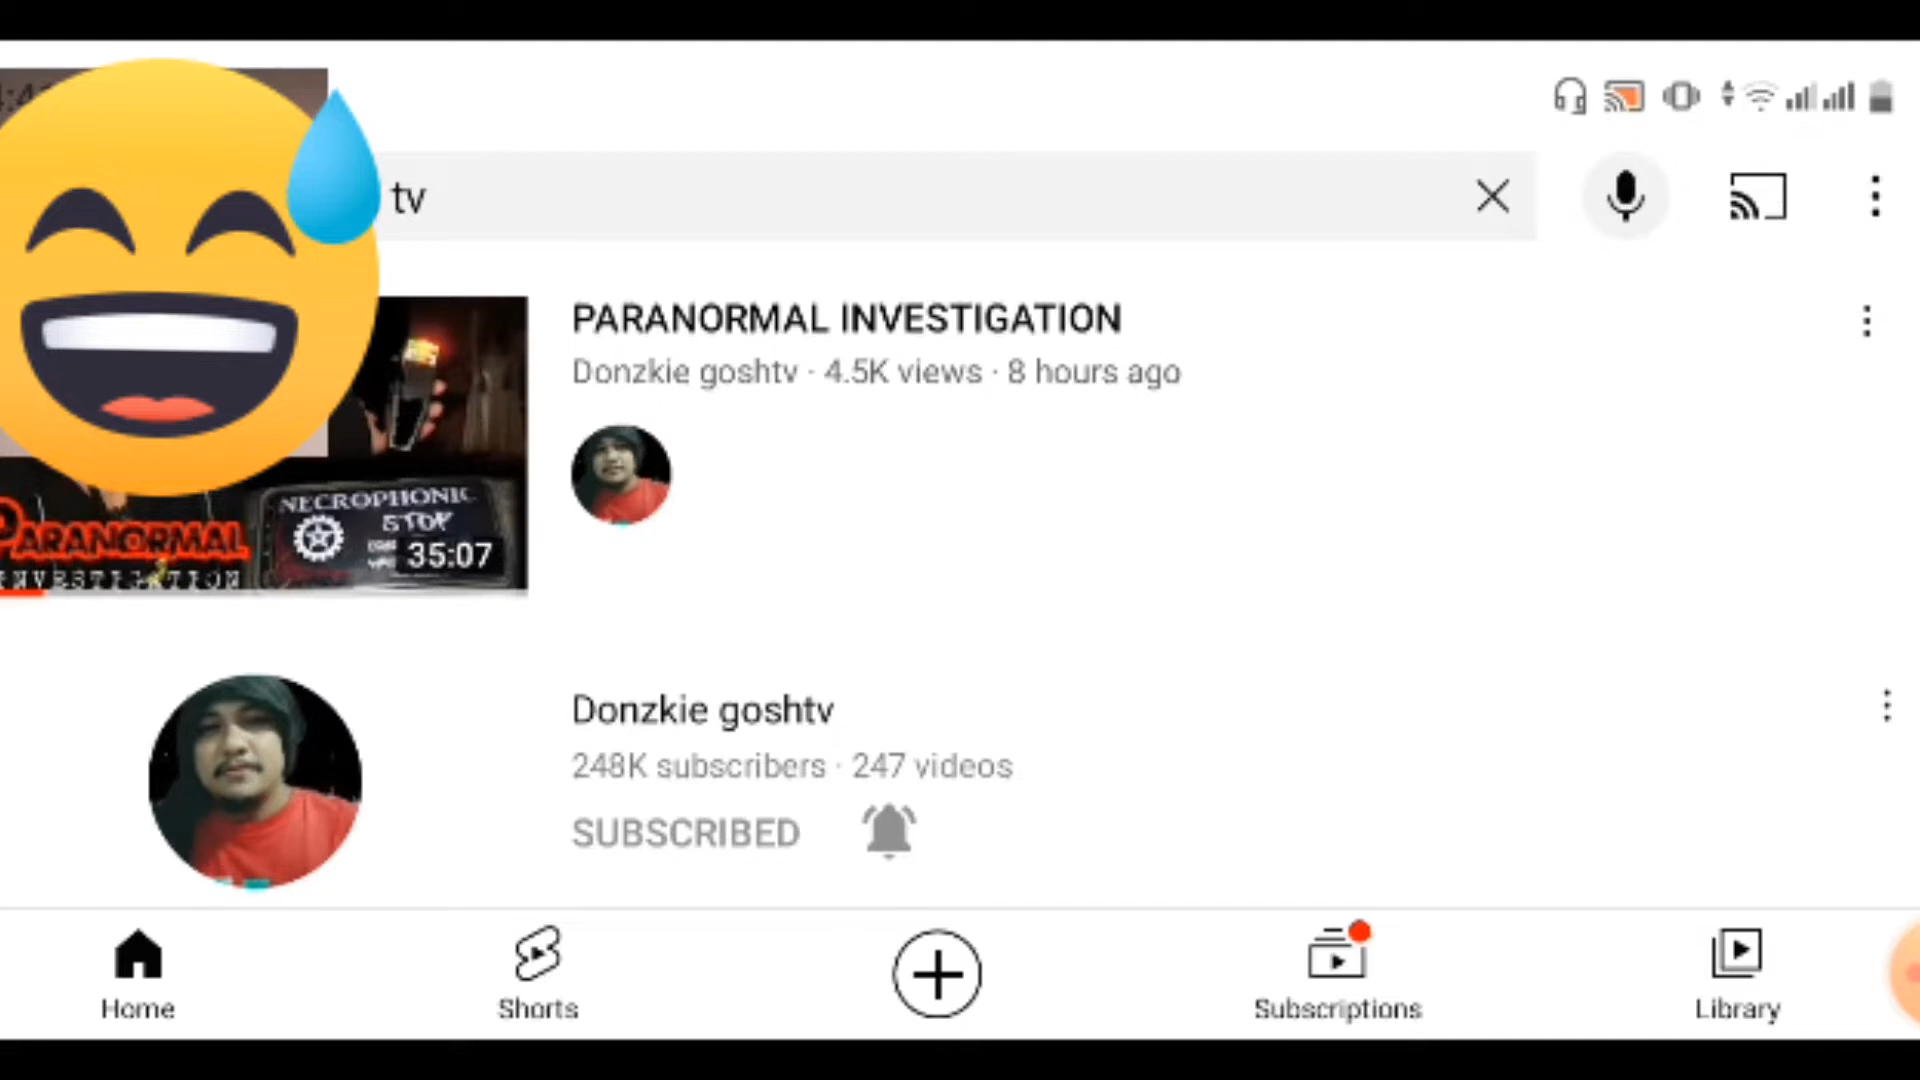 tv
PARANORMAL INVESTIGATION
Donzkie goshtv · 4.5K views · 8 hours ago
NECROPHONIC
STOP
PARANORMAL
INVESTIGATION
35:07
Donzkie goshtv
248K subscribers · 247 videos
SUBSCRIBED
Home
Shorts
Subscriptions
Library